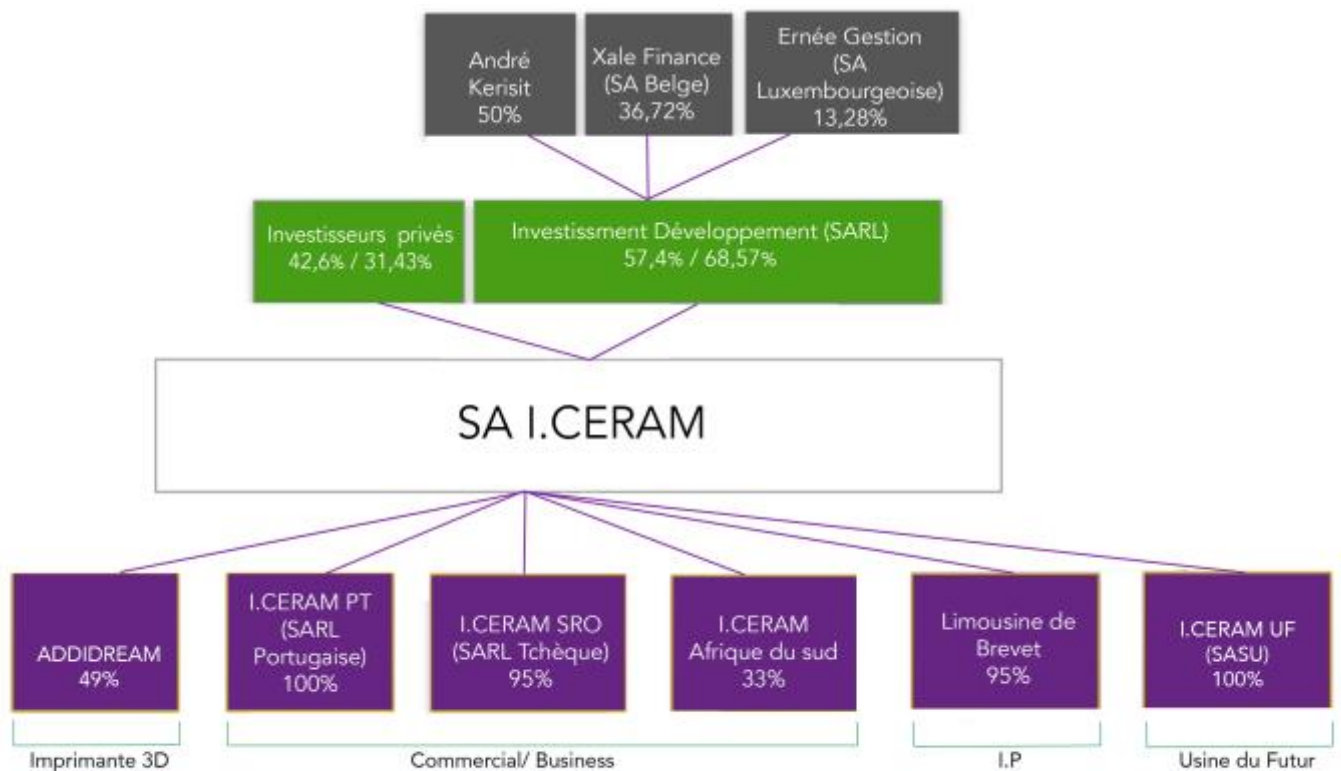 André
Kerisit
50%
Xale Finance
(SA Belge)
36,72%
Ernée Gestion
(SA
Luxembourgeoise)
13,28%
Investisseurs privés
42,6% / 31,43%
Investissment Développement (SARL)
57,4% / 68,57%
SA I.CERAM
ADDIDREAM
49%
I.CERAM PT
(SARL
Portugaise)
100%
I.CERAM SRO
(SARL Tchèque)
95%
I.CERAM
Afrique du sud
33%
Limousine de
Brevet
95%
I.CERAM UF
(SASU)
100%
Imprimante 3D
Commercial/ Business
I.P
Usine du Futur